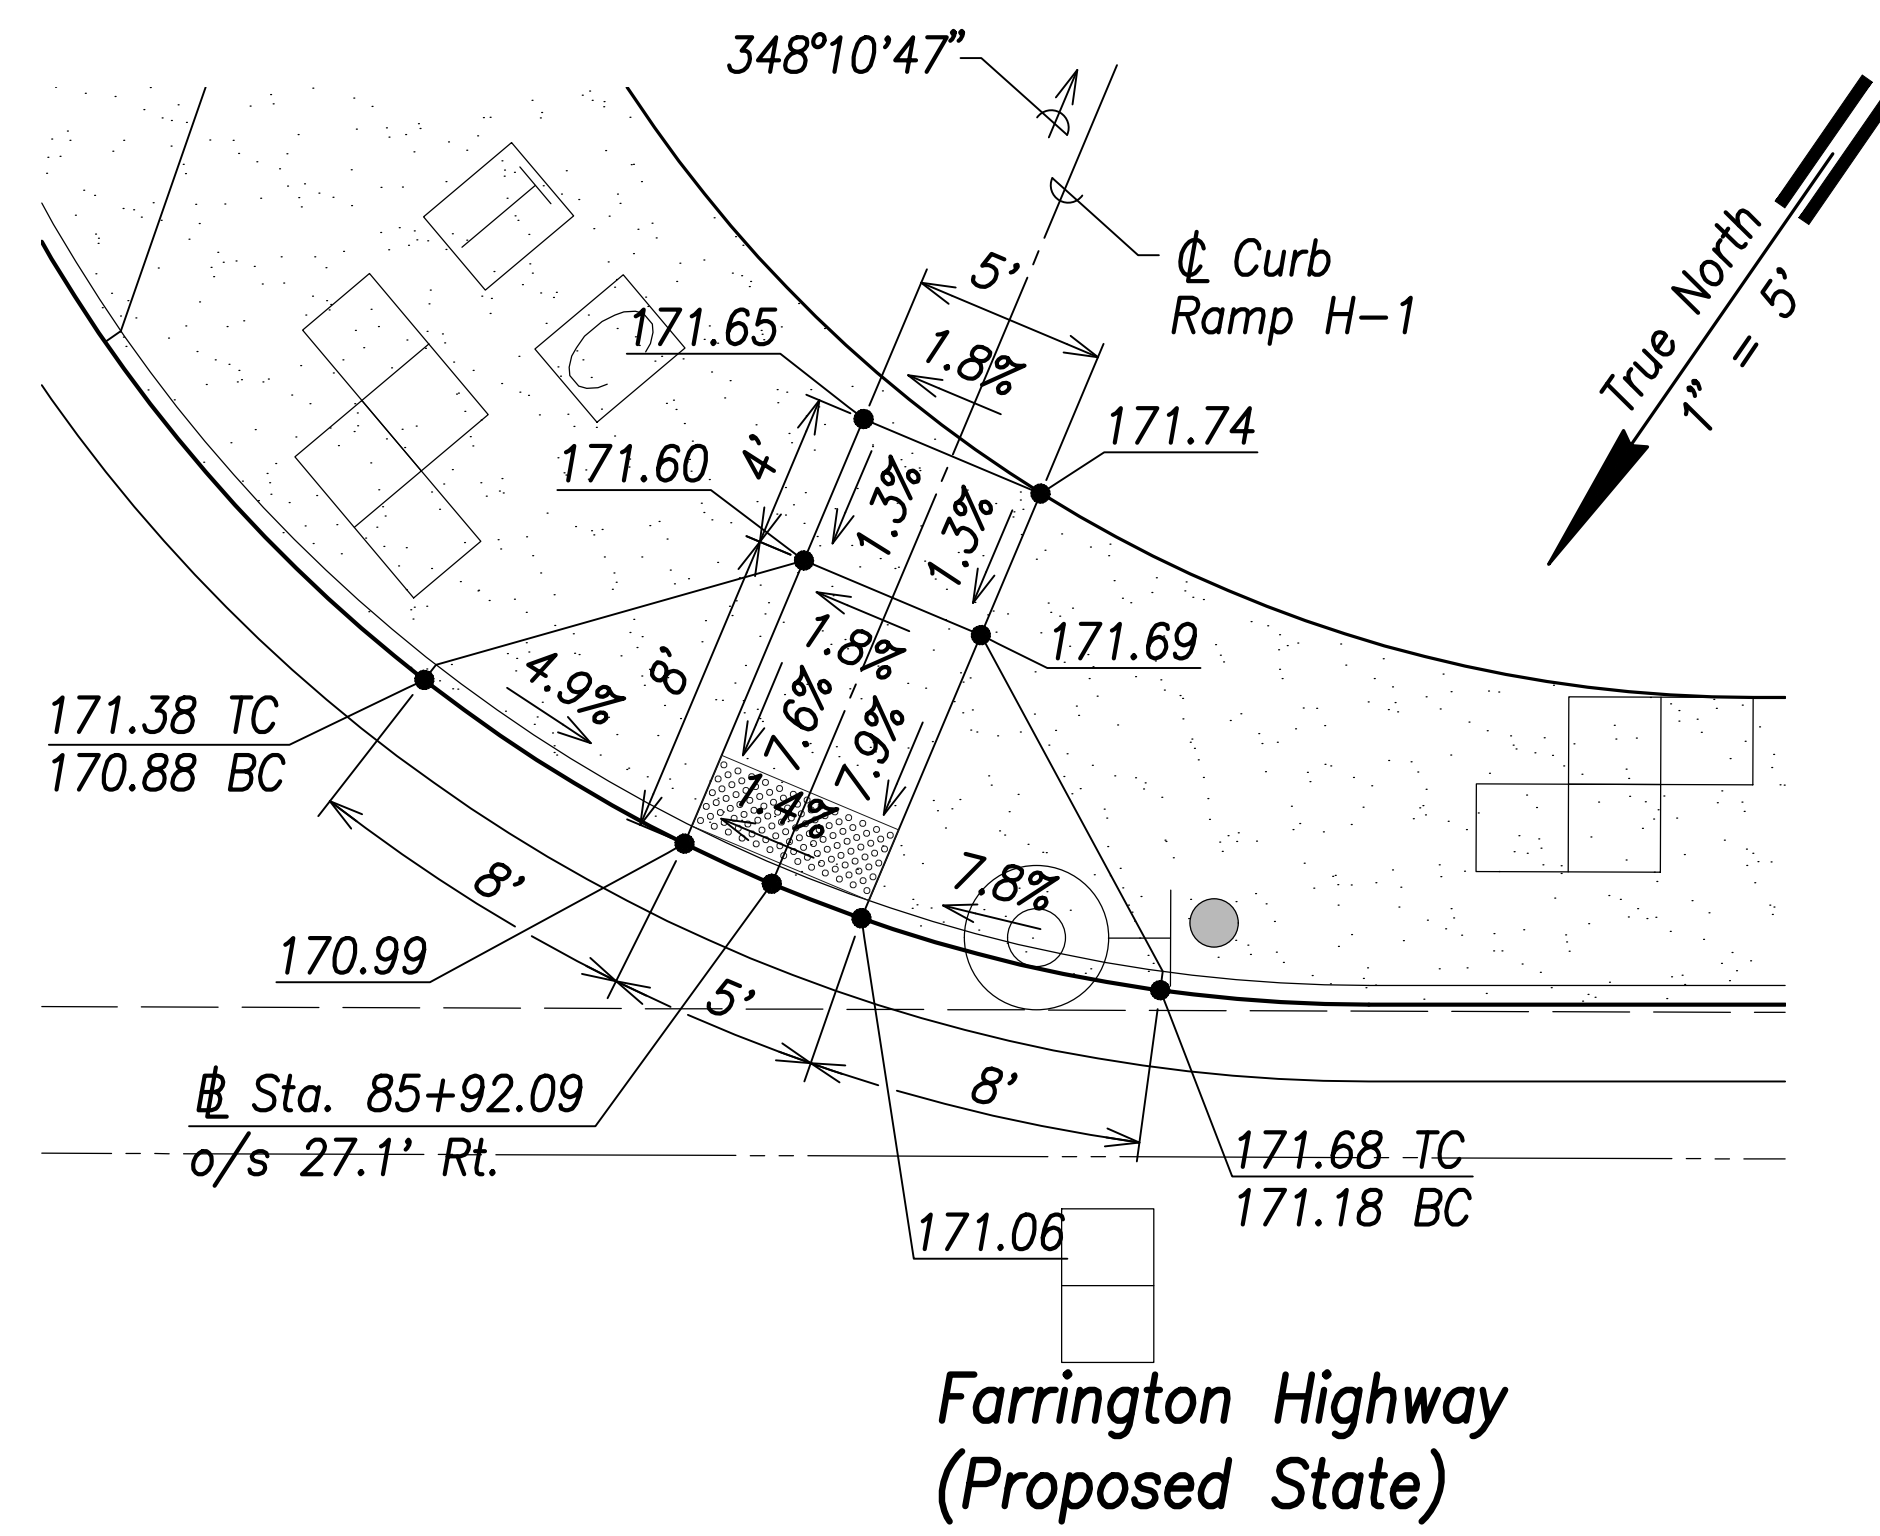 348°10'47"
℄ Curb
Ramp H-1
True North
1" = 5'
5'
1.8%
171.65
171.74
171.60
4'
1.3%
1.3%
171.69
1.8%
4.9%
8'
7.6%
7.9%
1.4%
171.38 TC
170.88 BC
7.8%
8'
170.99
5'
8'
BL Sta. 85+92.09
o/s 27.1' Rt.
171.68 TC
171.18 BC
171.06
Farrington Highway
(Proposed State)